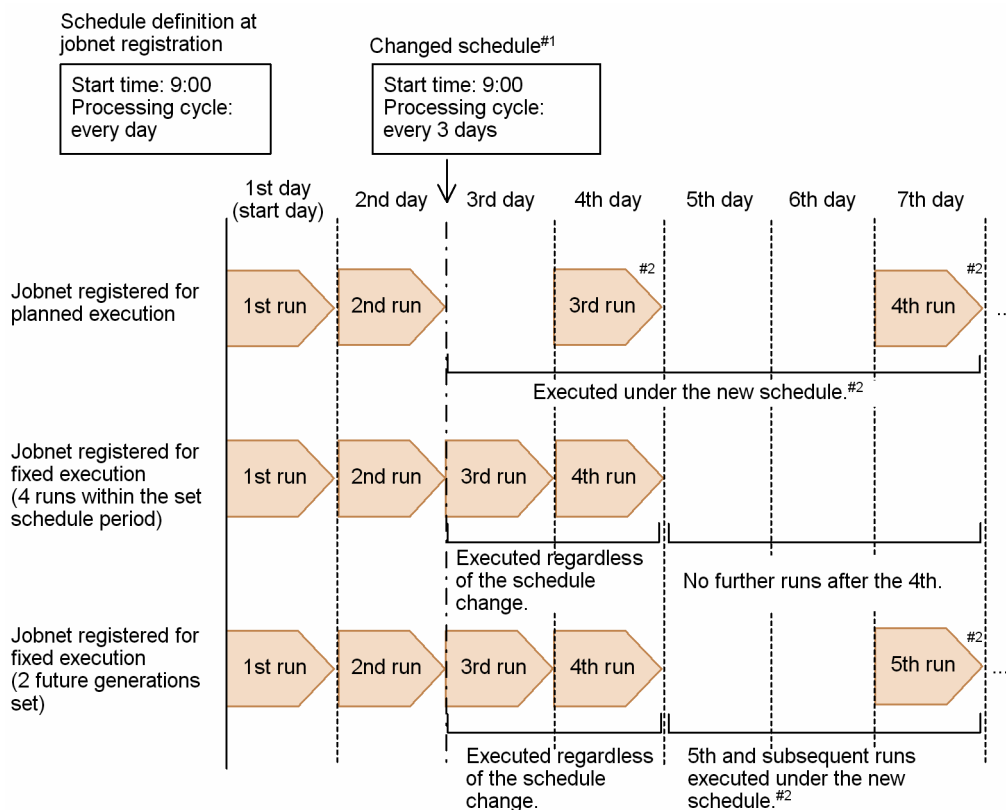 Schedule definition at
jobnet registration
Start time: 9:00
Processing cycle:
every day
Changed schedule#1
Start time: 9:00
Processing cycle:
every 3 days
1st day
(start day)
2nd day
3rd day
4th day
5th day
6th day
7th day
Jobnet registered for
planned execution
1st run
2nd run
3rd run
#2
4th run
#2
...
Executed under the new schedule.#2
Jobnet registered for
fixed execution
(4 runs within the set
schedule period)
1st run
2nd run
3rd run
4th run
Executed regardless
of the schedule
change.
No further runs after the 4th.
Jobnet registered for
fixed execution
(2 future generations
set)
1st run
2nd run
3rd run
4th run
5th run
#2
...
Executed regardless
of the schedule
change.
5th and subsequent runs
executed under the new
schedule.#2